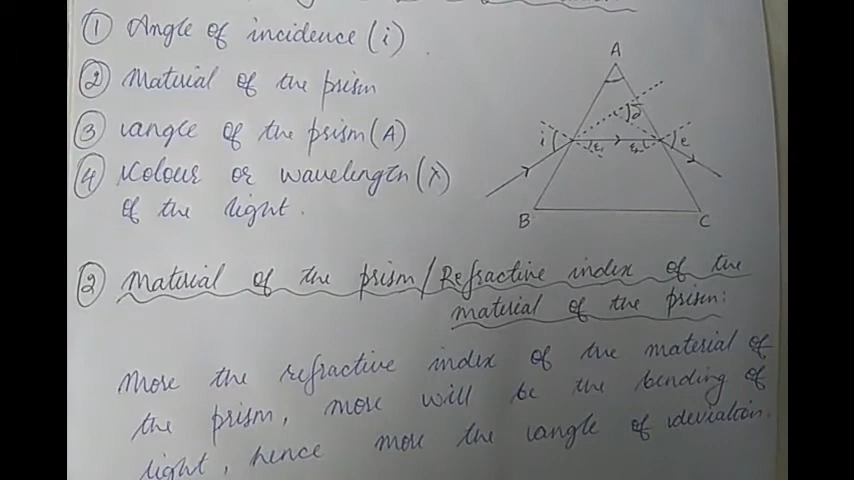 ① Angle of incidence (i)
② Material of the prism
③ angle of the prism (A)
④ Colour or wavelength (λ)
of the light.
A
δ
i
r₁
r₂
e
B
C
② Material of the prism / Refractive index of the
material of the prism:
More the refractive index of the material of
the prism, more will be the bending of
light, hence more the angle of deviation.